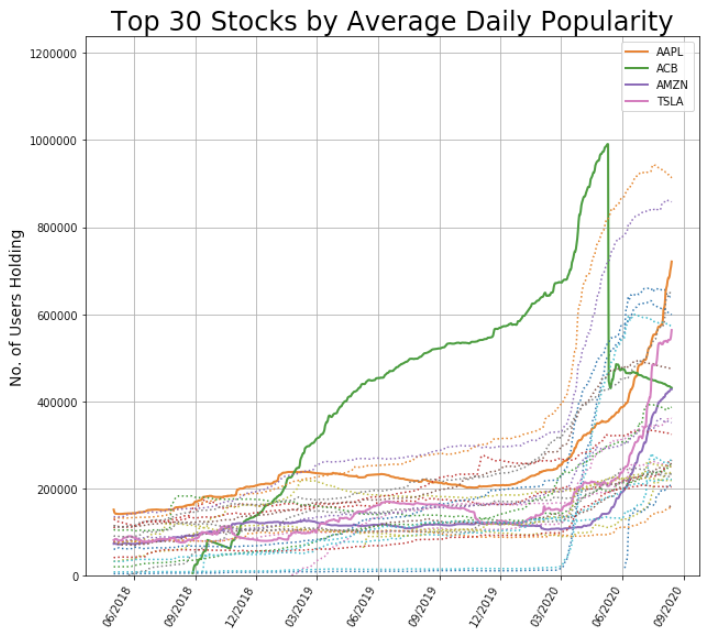 Top 30 Stocks by Average Daily Popularity
AAPL
ACB
AMZN
TSLA
No. of Users Holding
1200000
1000000
800000
600000
400000
200000
0
06/2018
09/2018
12/2018
03/2019
06/2019
09/2019
12/2019
03/2020
06/2020
09/2020